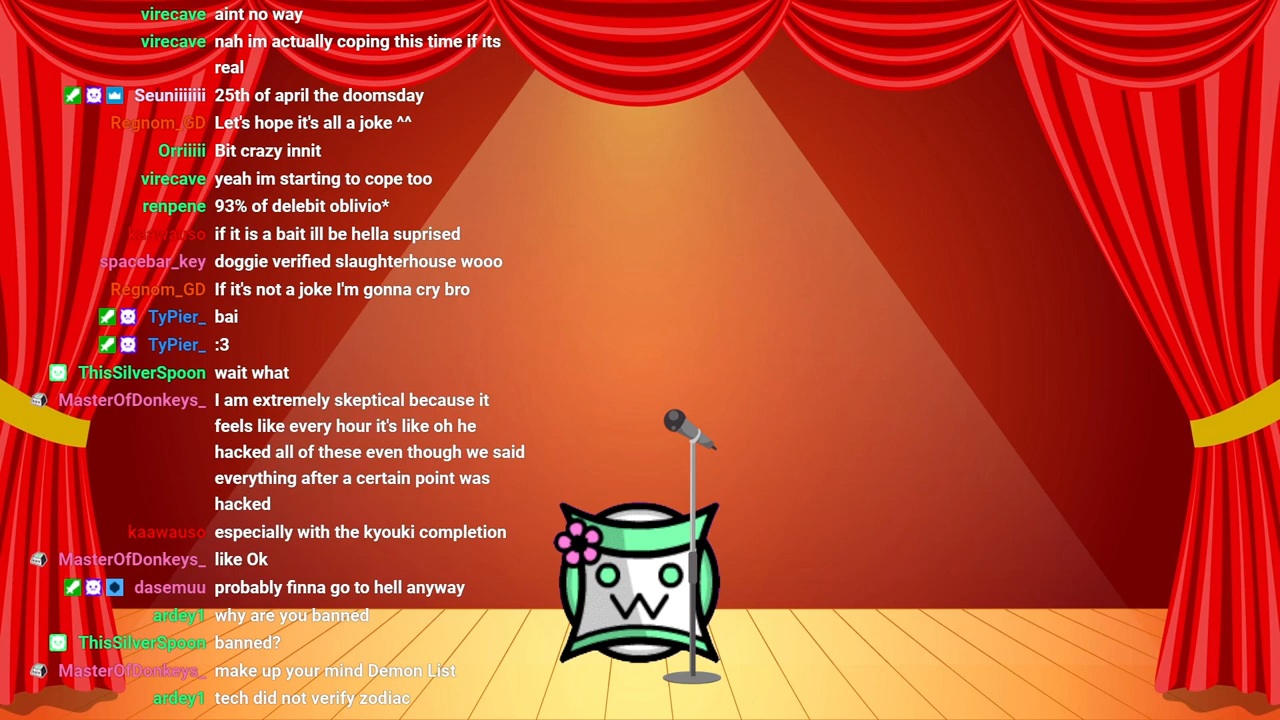 virecave aint no way
virecave nah im actually coping this time if its
real
Seuniiiiiii 25th of april the doomsday
Regnom_GD Let's hope it's all a joke ^^
Orriiiii Bit crazy innit
virecave yeah im starting to cope too
renpene 93% of delebit oblivio*
kaawauso if it is a bait ill be hella suprised
spacebar_key doggie verified slaughterhouse wooo
Regnom_GD If it's not a joke I'm gonna cry bro
TyPier_ bai
TyPier_ :3
ThisSilverSpoon wait what
MasterOfDonkeys_ I am extremely skeptical because it
feels like every hour it's like oh he
hacked all of these even though we said
everything after a certain point was
hacked
kaawauso especially with the kyouki completion
MasterOfDonkeys_ like Ok
dasemuu probably finna go to hell anyway
ardey1 why are you banned
ThisSilverSpoon banned?
MasterOfDonkeys_ make up your mind Demon List
ardey1 tech did not verify zodiac